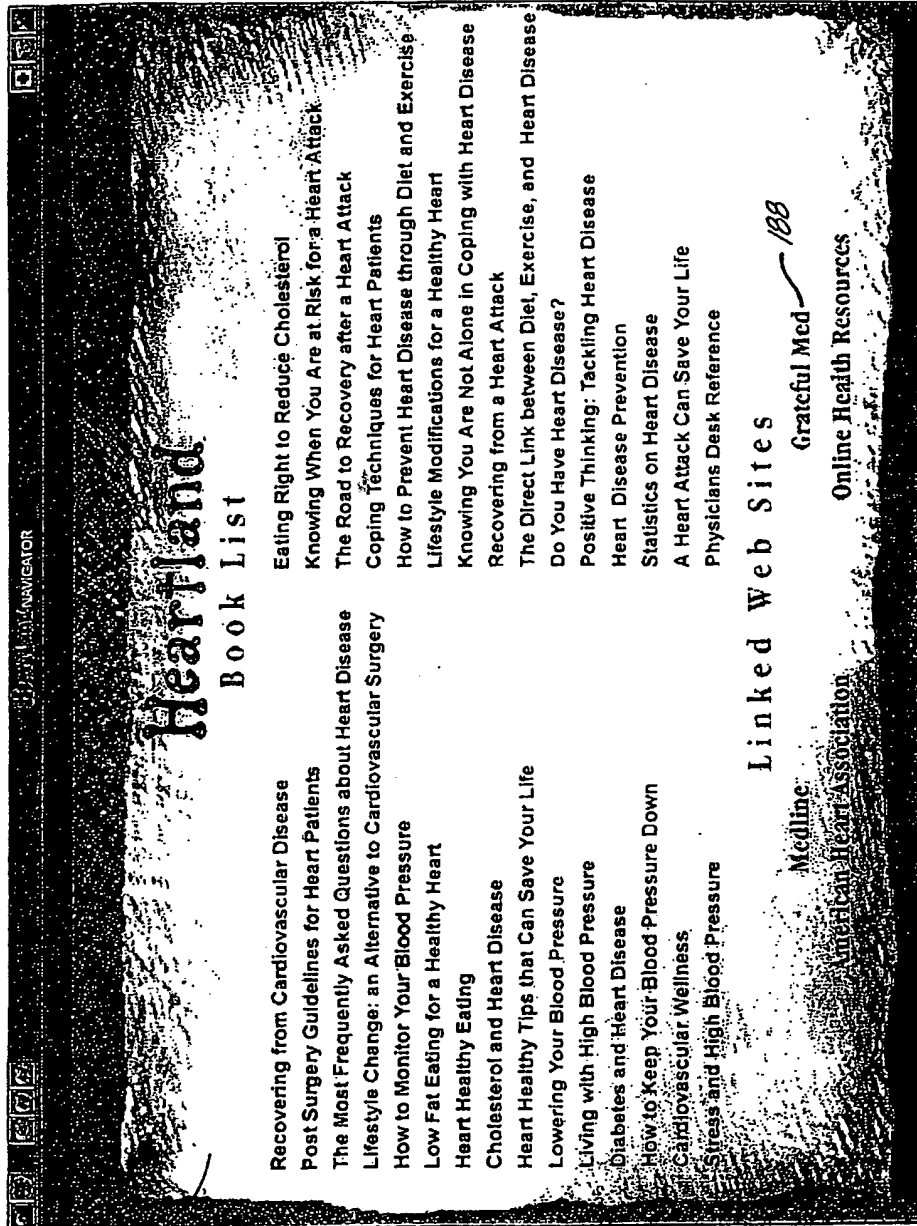 NAVIGATOR
Heartland
Book List
Recovering from Cardiovascular Disease
Post Surgery Guidelines for Heart Patients
The Most Frequently Asked Questions about Heart Disease
Lifestyle Change: an Alternative to Cardiovascular Surgery
How to Monitor Your Blood Pressure
Low Fat Eating for a Healthy Heart
Heart Healthy Eating
Cholesterol and Heart Disease
Heart Healthy Tips that Can Save Your Life
Lowering Your Blood Pressure
Living with High Blood Pressure
Diabetes and Heart Disease
How to Keep Your Blood Pressure Down
Cardiovascular Wellness
Stress and High Blood Pressure
Eating Right to Reduce Cholesterol
Knowing When You Are at Risk for a Heart Attack
The Road to Recovery after a Heart Attack
Coping Techniques for Heart Patients
How to Prevent Heart Disease through Diet and Exercise
Lifestyle Modifications for a Healthy Heart
Knowing You Are Not Alone in Coping with Heart Disease
Recovering from a Heart Attack
The Direct Link between Diet, Exercise, and Heart Disease
Do You Have Heart Disease?
Positive Thinking: Tackling Heart Disease
Heart Disease Prevention
Statistics on Heart Disease
A Heart Attack Can Save Your Life
Physicians Desk Reference
Linked Web Sites
Medline
Grateful Med 188
American Heart Association
Online Health Resources